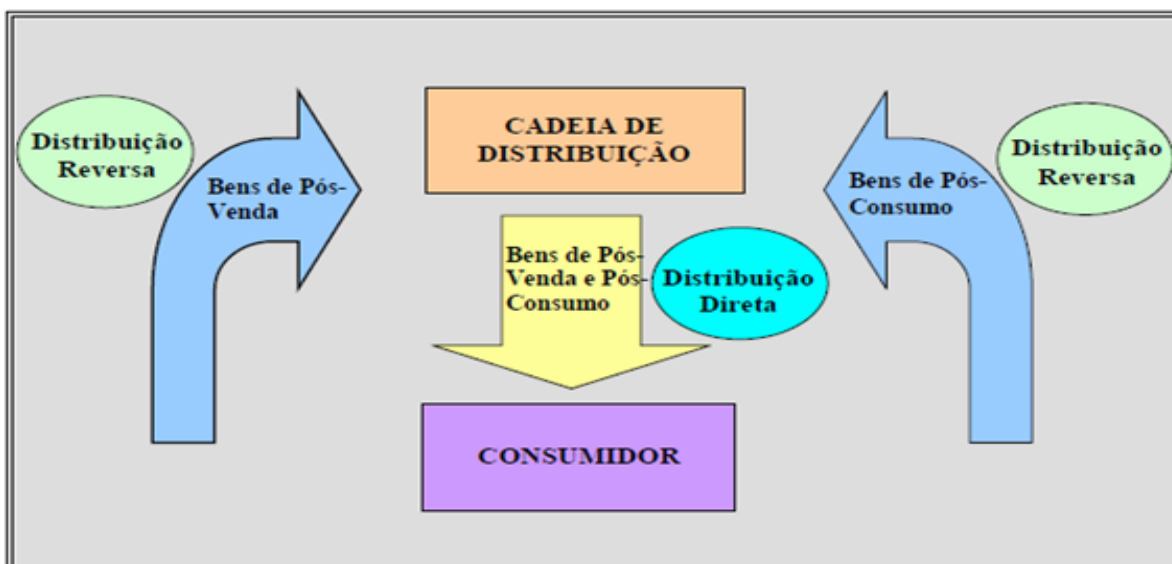 Distribuição
Reversa
Bens de Pós-
Venda
CADEIA DE
DISTRIBUIÇÃO
Bens de Pós-
Consumo
Distribuição
Reversa
Bens de Pós-
Venda e Pós-
Consumo
Distribuição
Direta
CONSUMIDOR